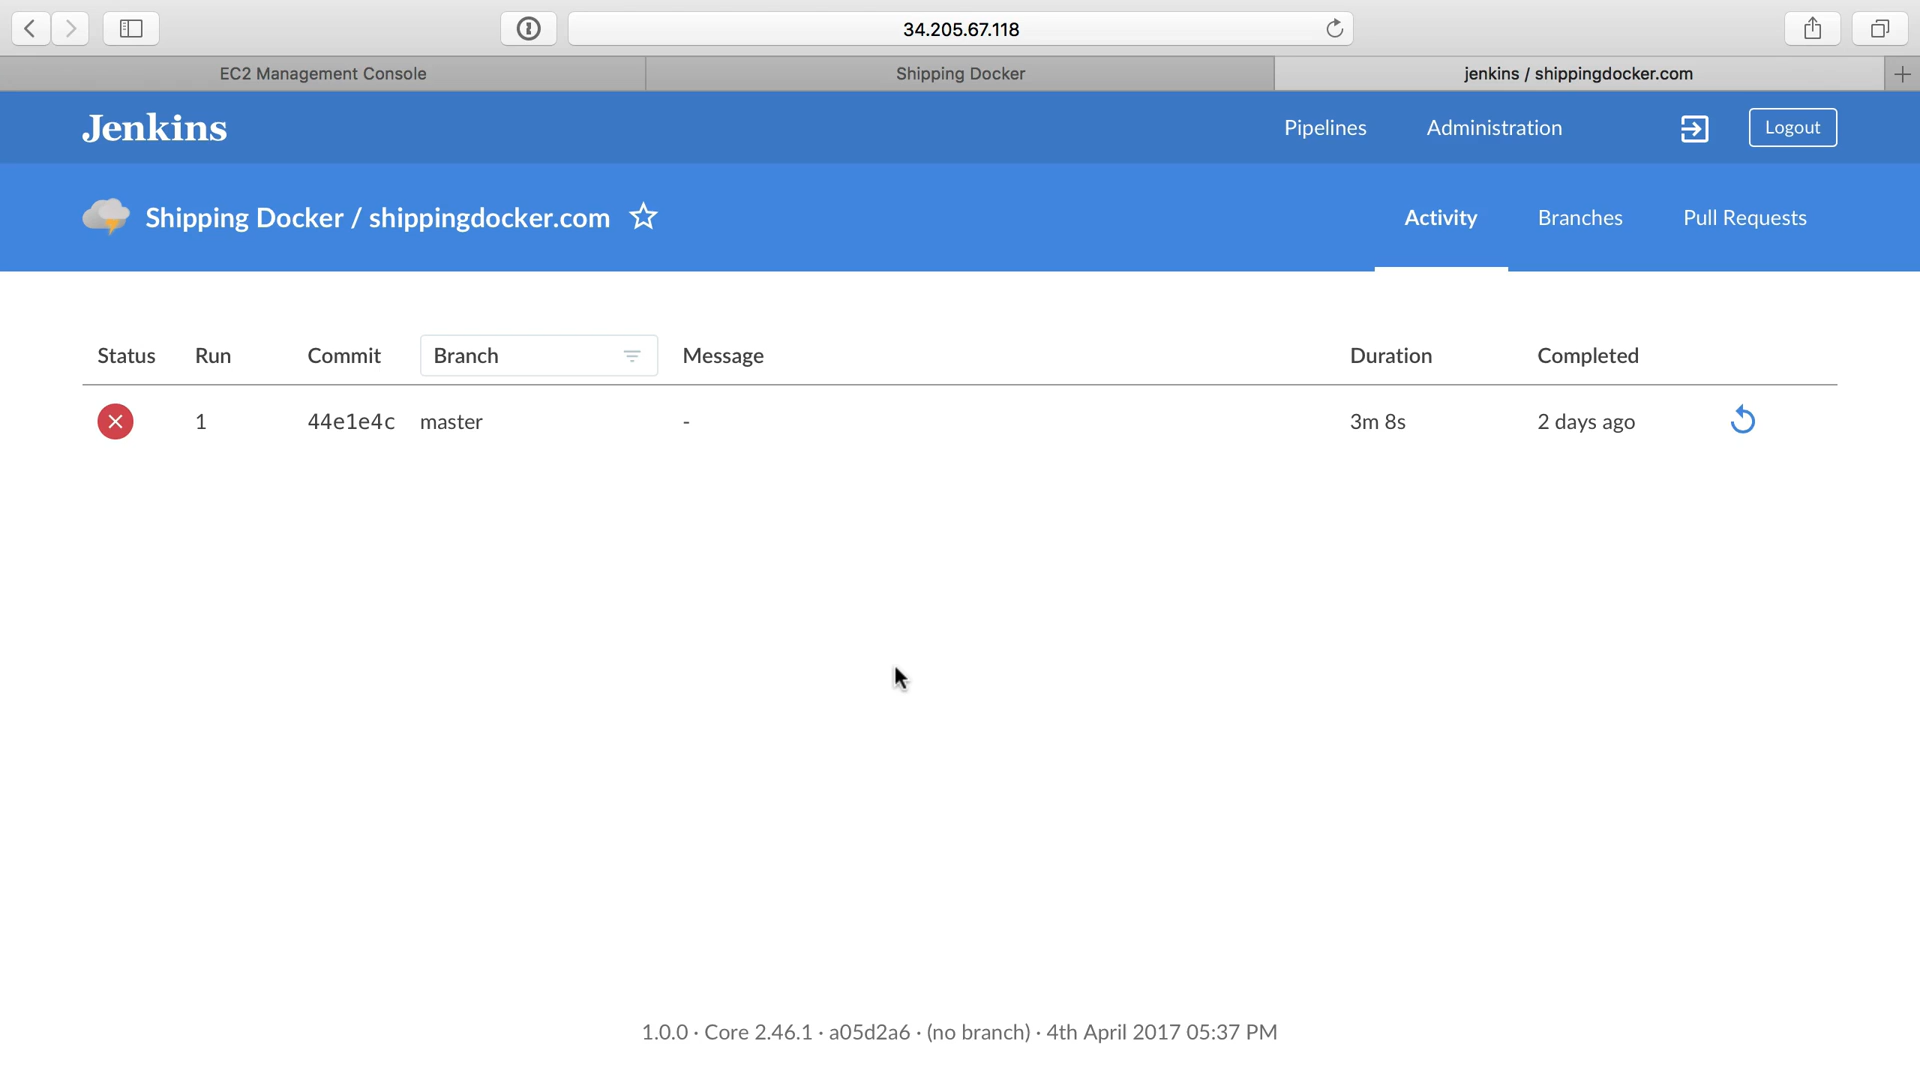 34.205.67.118
EC2 Management Console
Shipping Docker
jenkins / shippingdocker.com
Jenkins
Pipelines
Administration
Logout
Shipping Docker / shippingdocker.com
Activity
Branches
Pull Requests
Status Run Commit Branch Message Duration Completed
1 44e1e4c master - 3m 8s 2 days ago
1.0.0 · Core 2.46.1 · a05d2a6 · (no branch) · 4th April 2017 05:37 PM